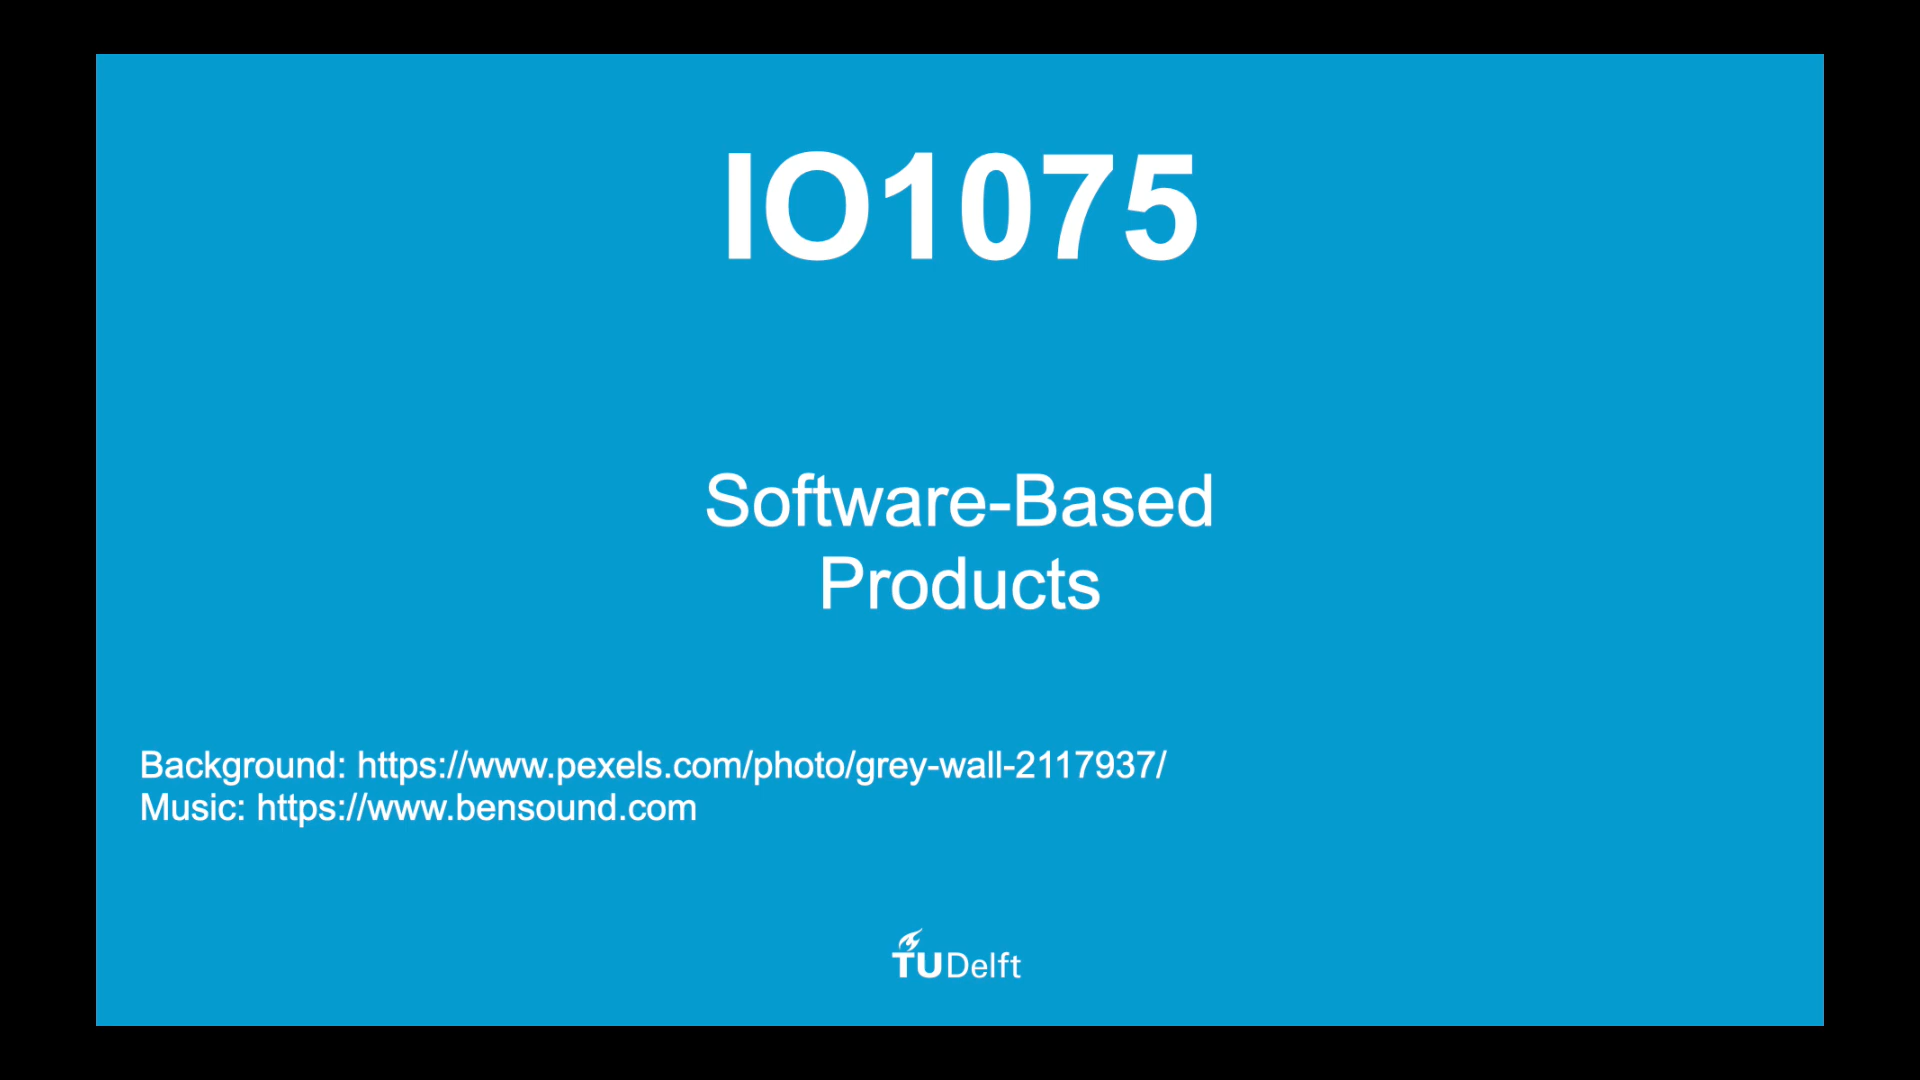 IO1075
Software-Based
Products
Background: https://www.pexels.com/photo/grey-wall-2117937/
Music: https://www.bensound.com
TUDelft